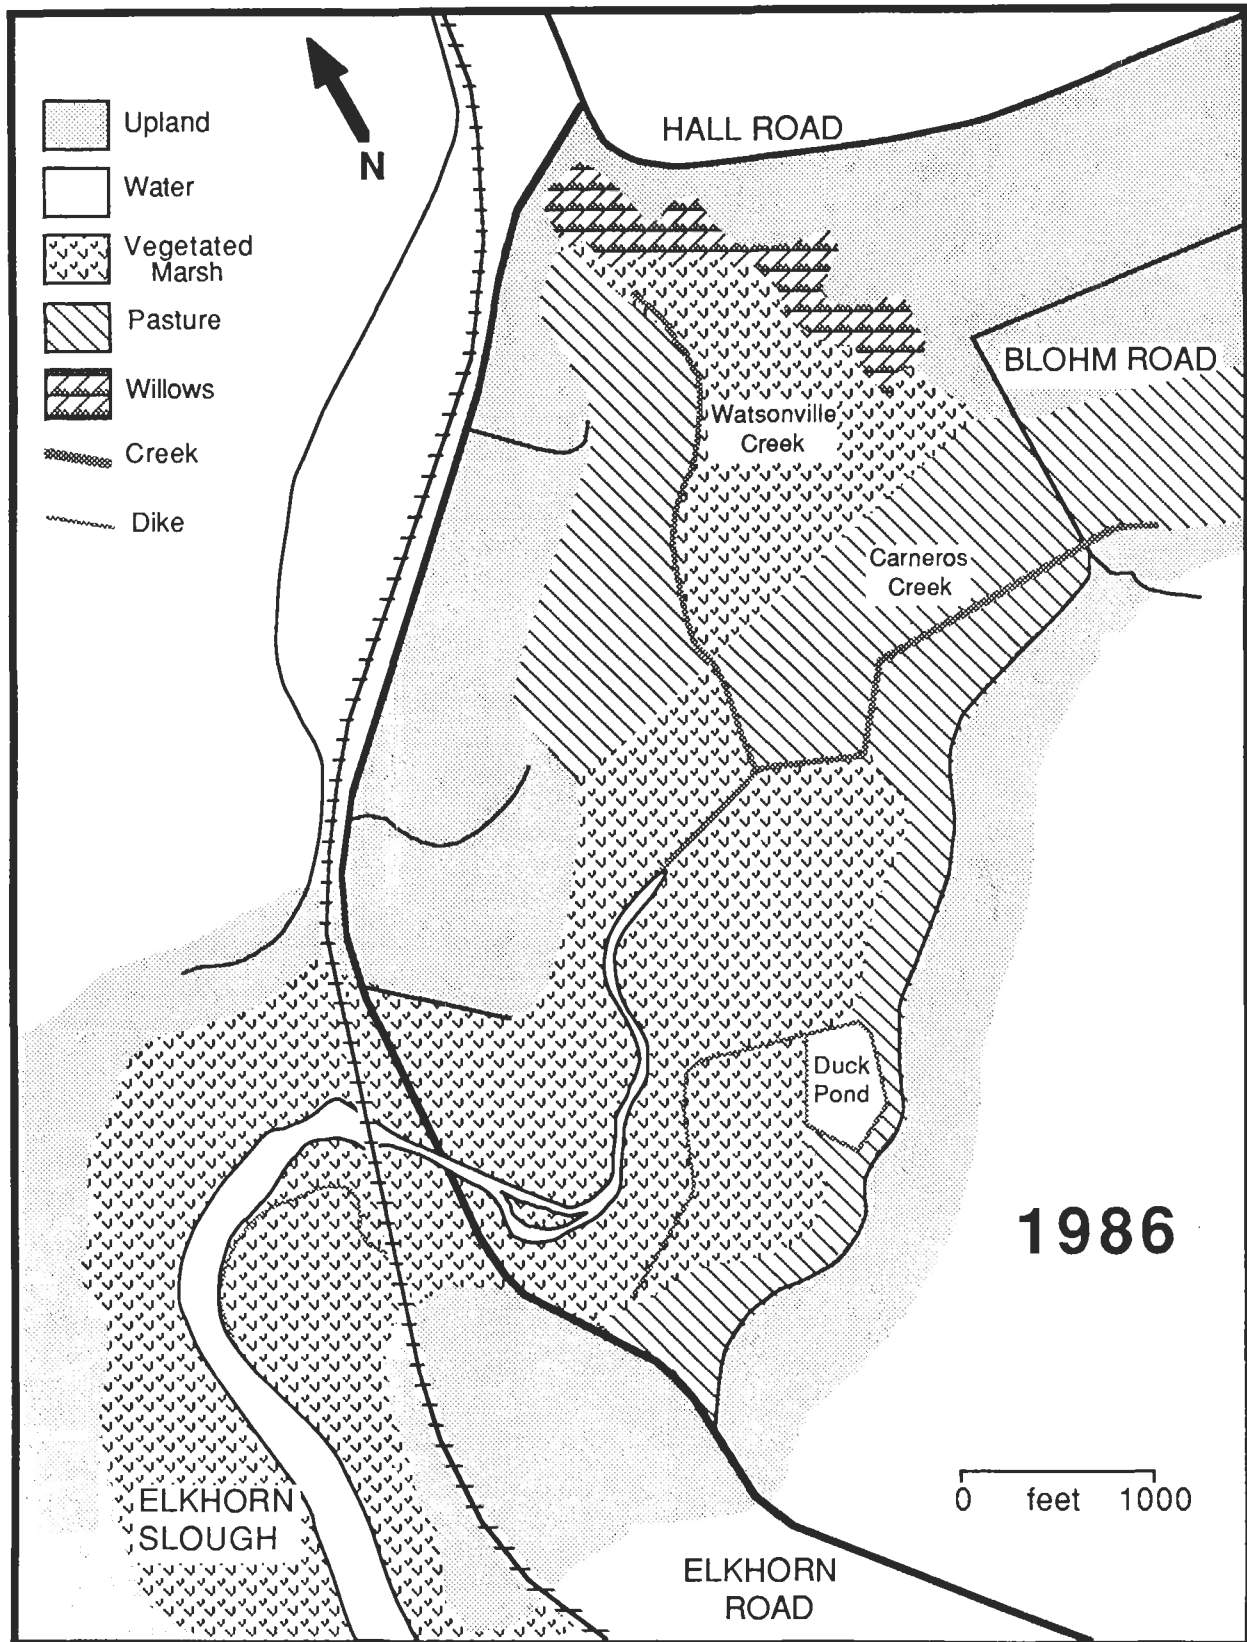 N
Upland
Water
Vegetated
Marsh
Pasture
Willows
Creek
Dike
HALL ROAD
BLOHM ROAD
Watsonville
Creek
Carneros
Creek
Duck
Pond
1986
ELKHORN
SLOUGH
0 feet 1000
ELKHORN
ROAD